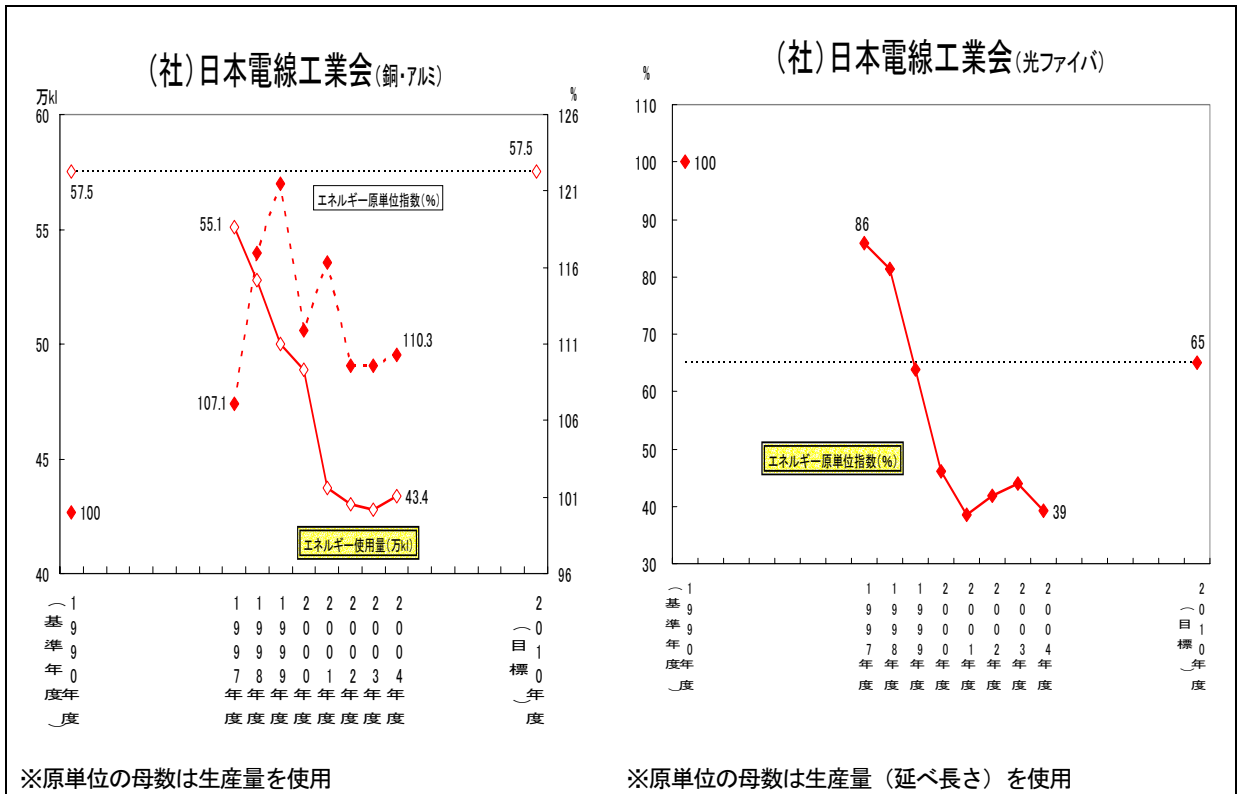 (社)日本電線工業会(銅・アルミ)
万kl
%
60
55
50
45
40
126
121
116
111
106
101
96
57.5
57.5
エネルギー原単位指数(%)
55.1
110.3
107.1
100
43.4
エネルギー使用量(万kl)
1990年度
(基準年度)
1997年度
1998年度
1999年度
2000年度
2001年度
2002年度
2003年度
2004年度
2010年度
(目標)
※原単位の母数は生産量を使用
(社)日本電線工業会(光ファイバ)
%
110
100
90
80
70
60
50
40
30
100
86
65
エネルギー原単位指数(%)
39
1990年度
(基準年度)
1997年度
1998年度
1999年度
2000年度
2001年度
2002年度
2003年度
2004年度
2010年度
(目標)
※原単位の母数は生産量（延べ長さ）を使用